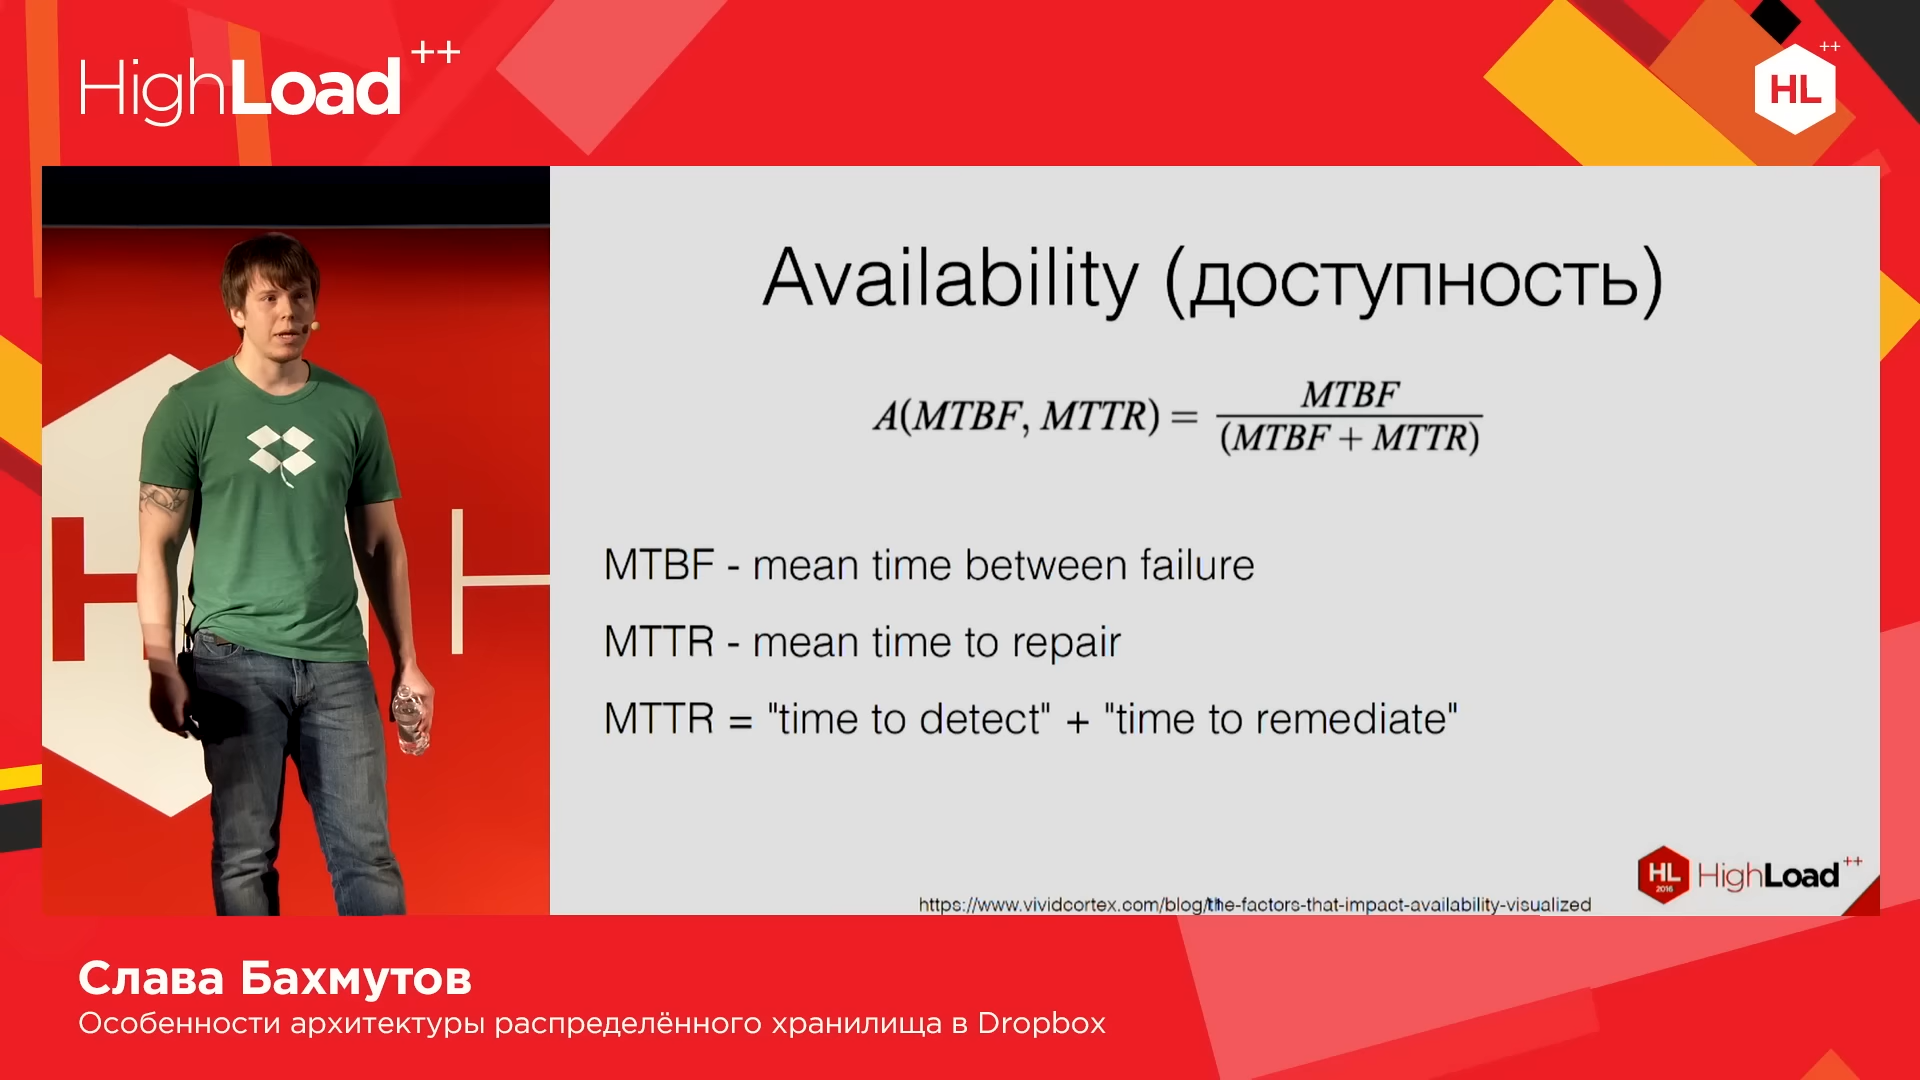 HighLoad++
HL++
Availability (доступность)
A(MTBF, MTTR) = MTBF / (MTBF + MTTR)
MTBF - mean time between failure
MTTR - mean time to repair
MTTR = "time to detect" + "time to remediate"
HL 2016 HighLoad++
https://www.vividcortex.com/blog/the-factors-that-impact-availability-visualized
H
H
Слава Бахмутов
Особенности архитектуры распределённого хранилища в Dropbox